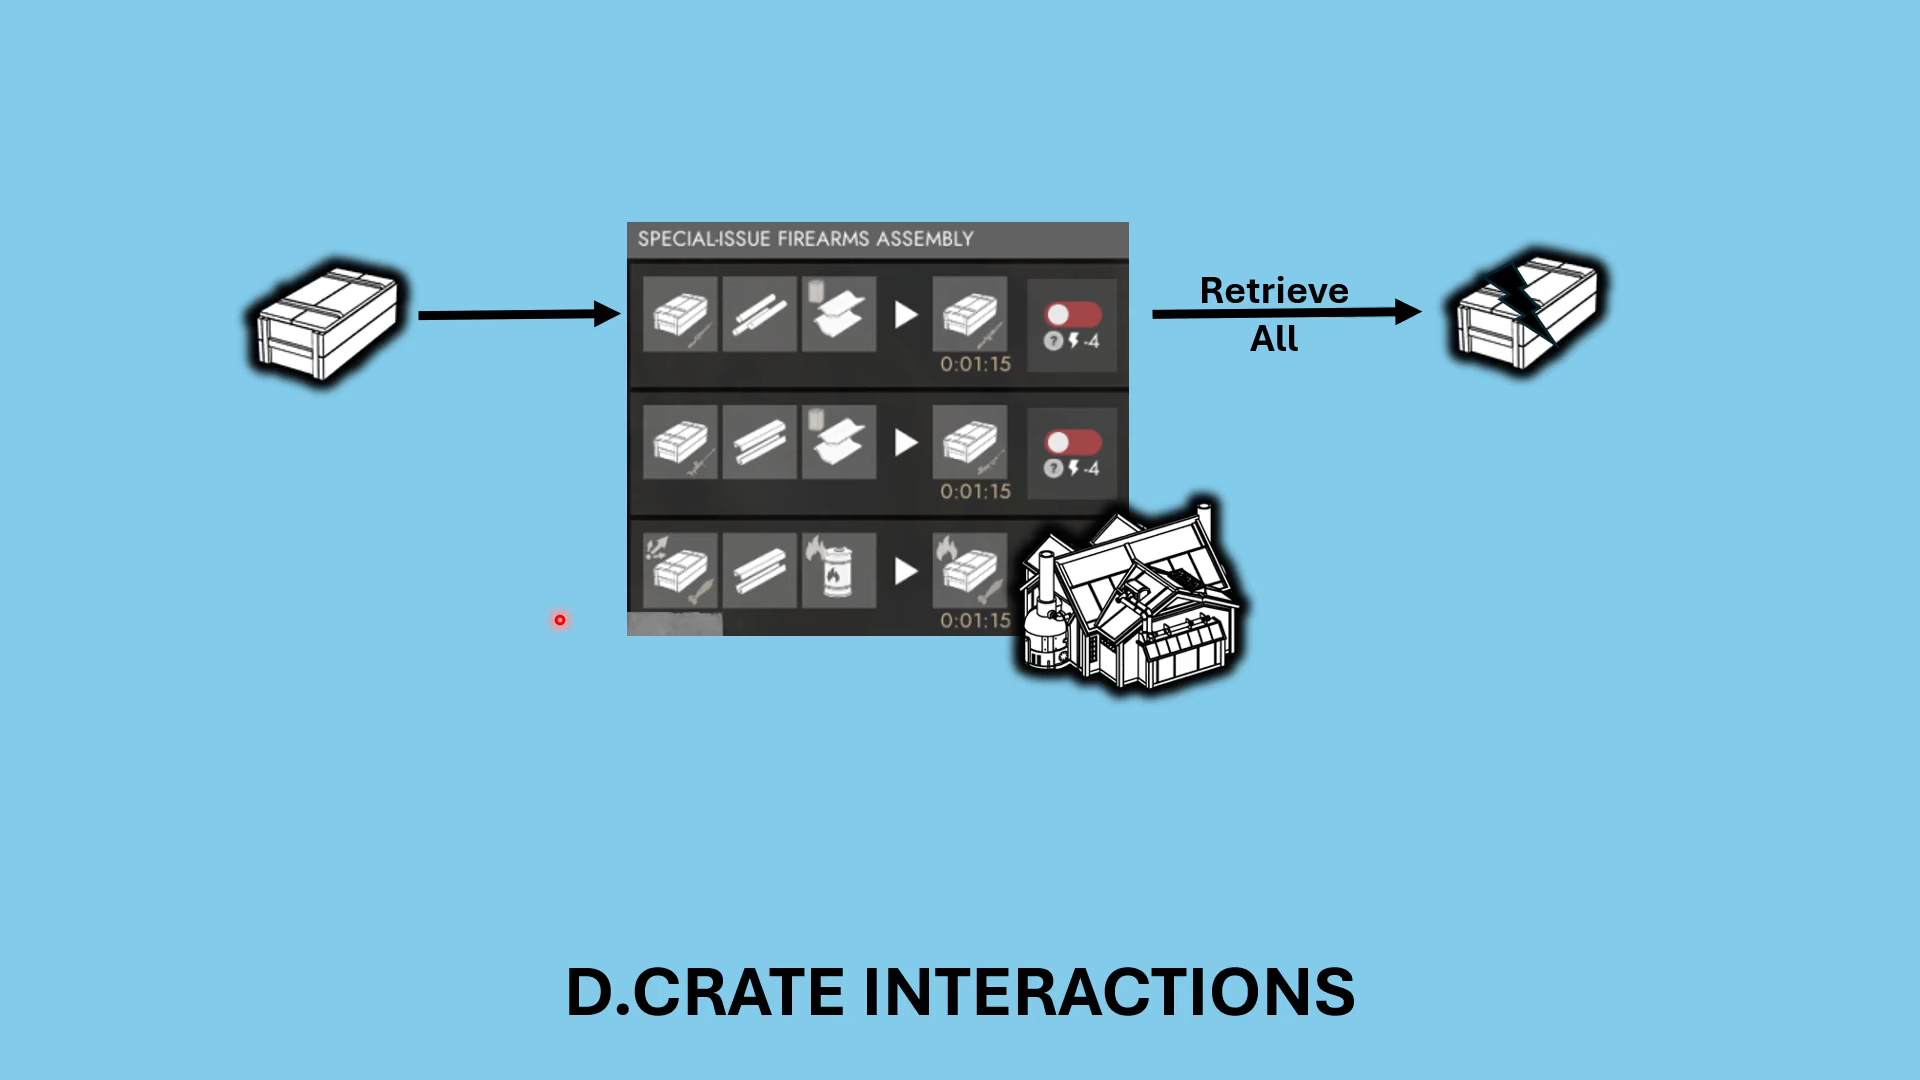 SPECIAL-ISSUE FIREARMS ASSEMBLY
Retrieve
All
0:01:15
? -4
0:01:15
? -4
0:01:15
D.CRATE INTERACTIONS